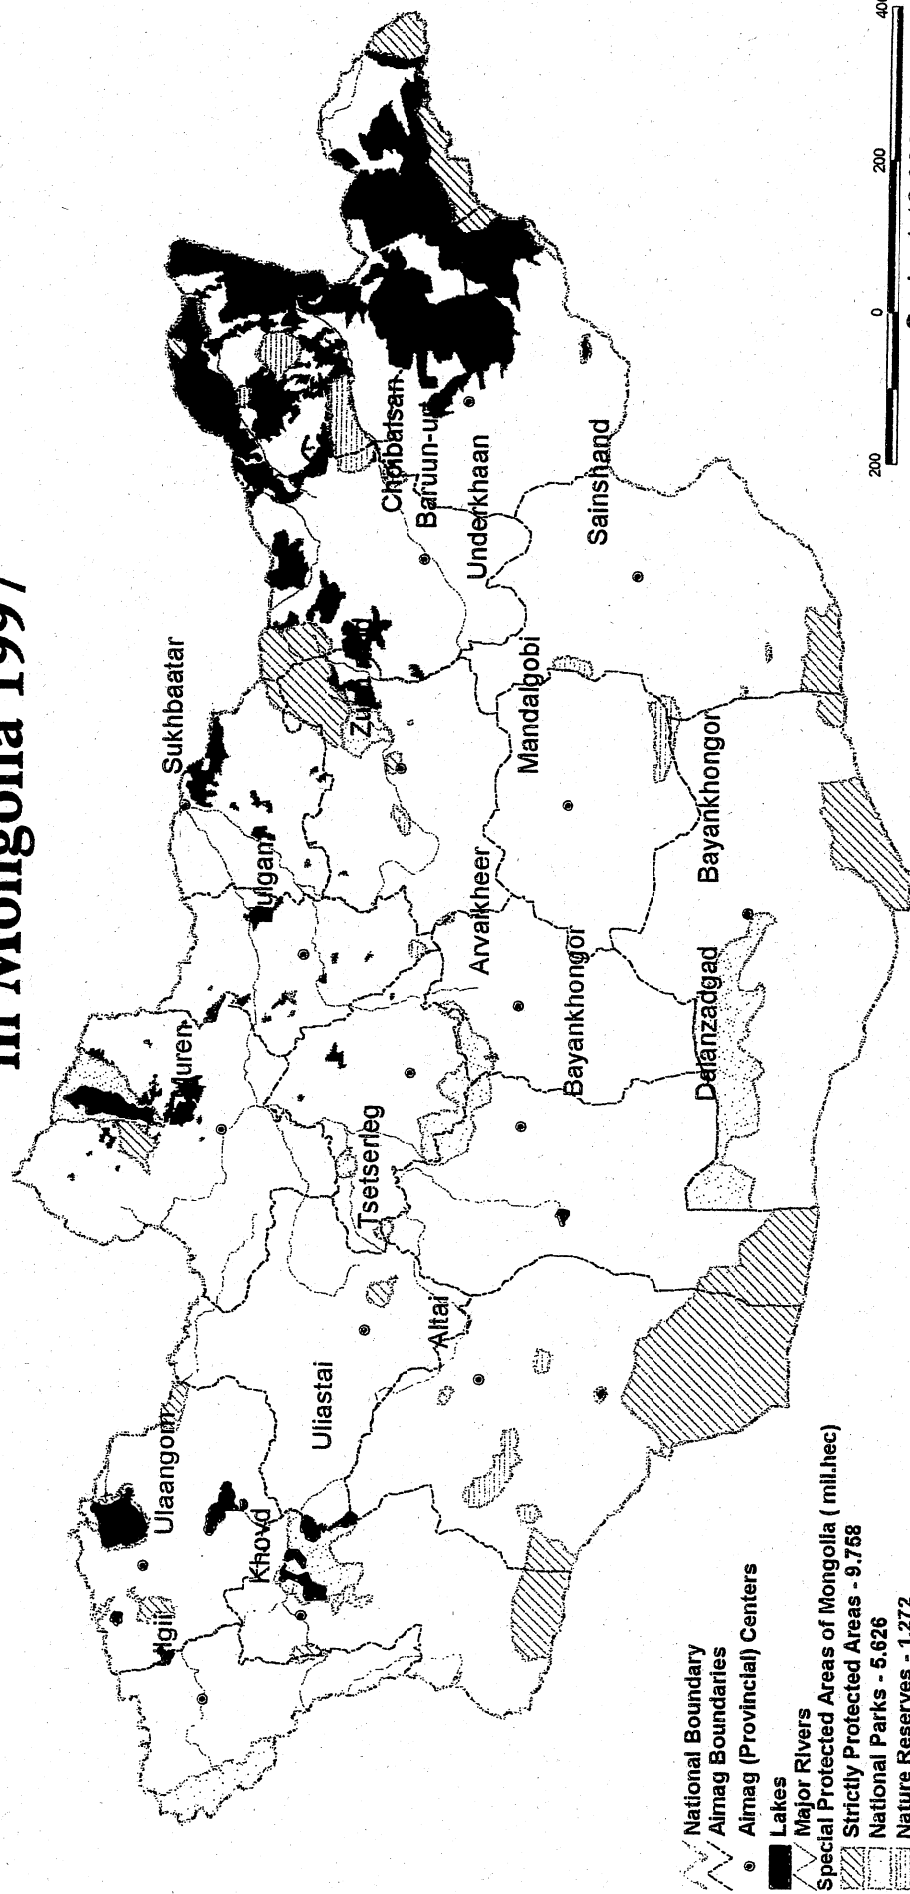 in Mongolia 1997
Sukhbaatar
Ulaangom
Muren
Ulgii
Khovd
Uliastai
Tsetserleg
Altai
Choibalsan
Baruun-urt
Underkhaan
Arvaikheer
Mandalgobi
Sainshand
Bayankhongor
Dalanzadgad
Bayankhongor
National Boundary
Aimag Boundaries
Aimag (Provincial) Centers
Lakes
Major Rivers
Special Protected Areas of Mongolia ( mil.hec)
Strictly Protected Areas - 9.758
National Parks - 5.626
Nature Reserves - 1.272
200 0 200 400